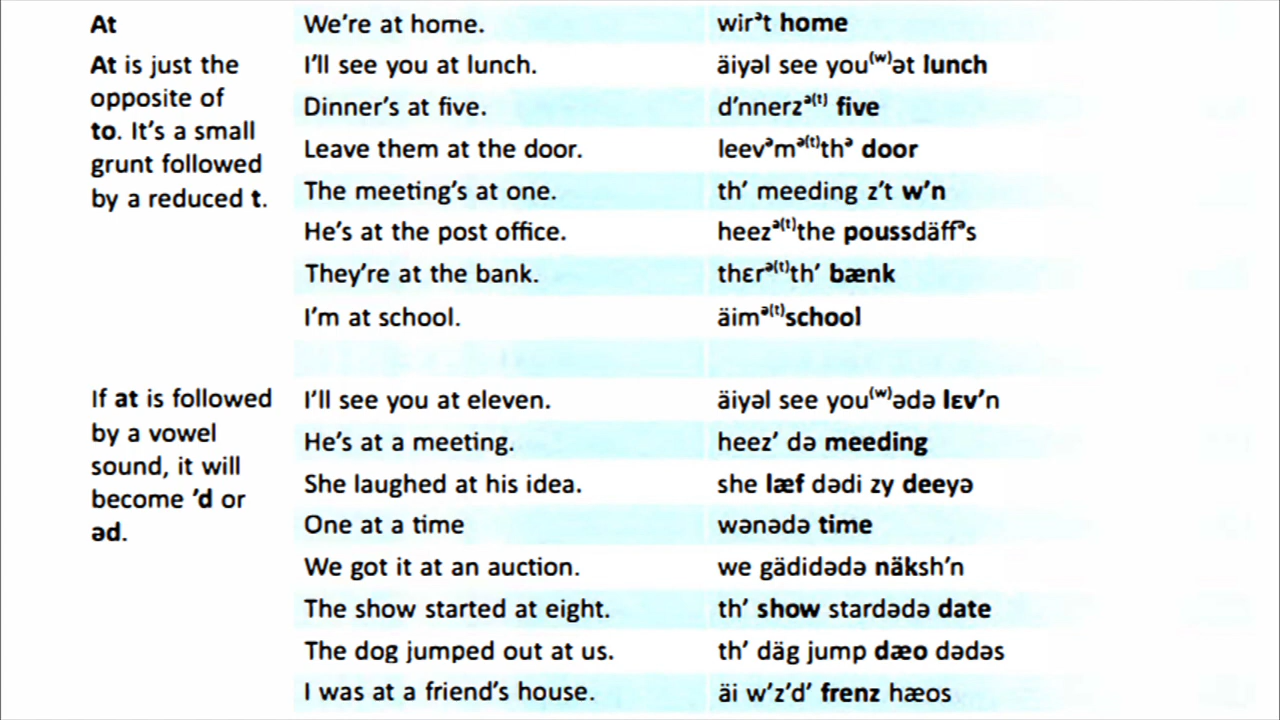 At We're at home. wirᵊt home
At is just the I'll see you at lunch. äiyəl see you⁽ʷ⁾ət lunch
opposite of Dinner's at five. d'nnerzᵊ⁽ᵗ⁾ five
to. It's a small Leave them at the door. leevᵊmᵊ⁽ᵗ⁾thᵊ door
grunt followed The meeting's at one. th' meeding z't w'n
by a reduced t. He's at the post office. heezᵊ⁽ᵗ⁾the poussdäffᵊs
They're at the bank. thɛrᵊ⁽ᵗ⁾th' bænk
I'm at school. äimᵊ⁽ᵗ⁾school
If at is followed I'll see you at eleven. äiyəl see you⁽ʷ⁾ədə lɛv'n
by a vowel He's at a meeting. heez' də meeding
sound, it will She laughed at his idea. she læf dədi zy deeyə
become 'd or One at a time wənədə time
əd. We got it at an auction. we gädidədə näksh'n
The show started at eight. th' show stardədə date
The dog jumped out at us. th' däg jump dæo dədəs
I was at a friend's house. äi w'z'd' frenz hæos